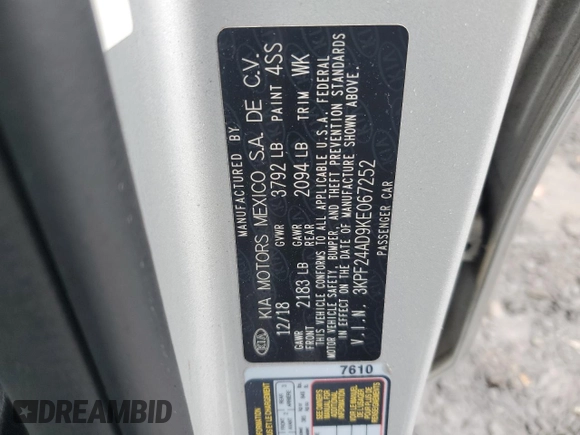 MANUFACTURED BY
KIA MOTORS MEXICO S.A. DE C.V.
12/18 GVWR 3792 LB PAINT 4SS
GAWR FRONT 2183 LB GAWR REAR 2094 LB TRIM WK
THIS VEHICLE CONFORMS TO ALL APPLICABLE U.S.A. FEDERAL
MOTOR VEHICLE SAFETY, BUMPER, AND THEFT PREVENTION STANDARDS
IN EFFECT ON THE DATE OF MANUFACTURE SHOWN ABOVE.
V.I.N. 3KPF24AD9KE067252
PASSENGER CAR
KIA
7610
DREAMBID